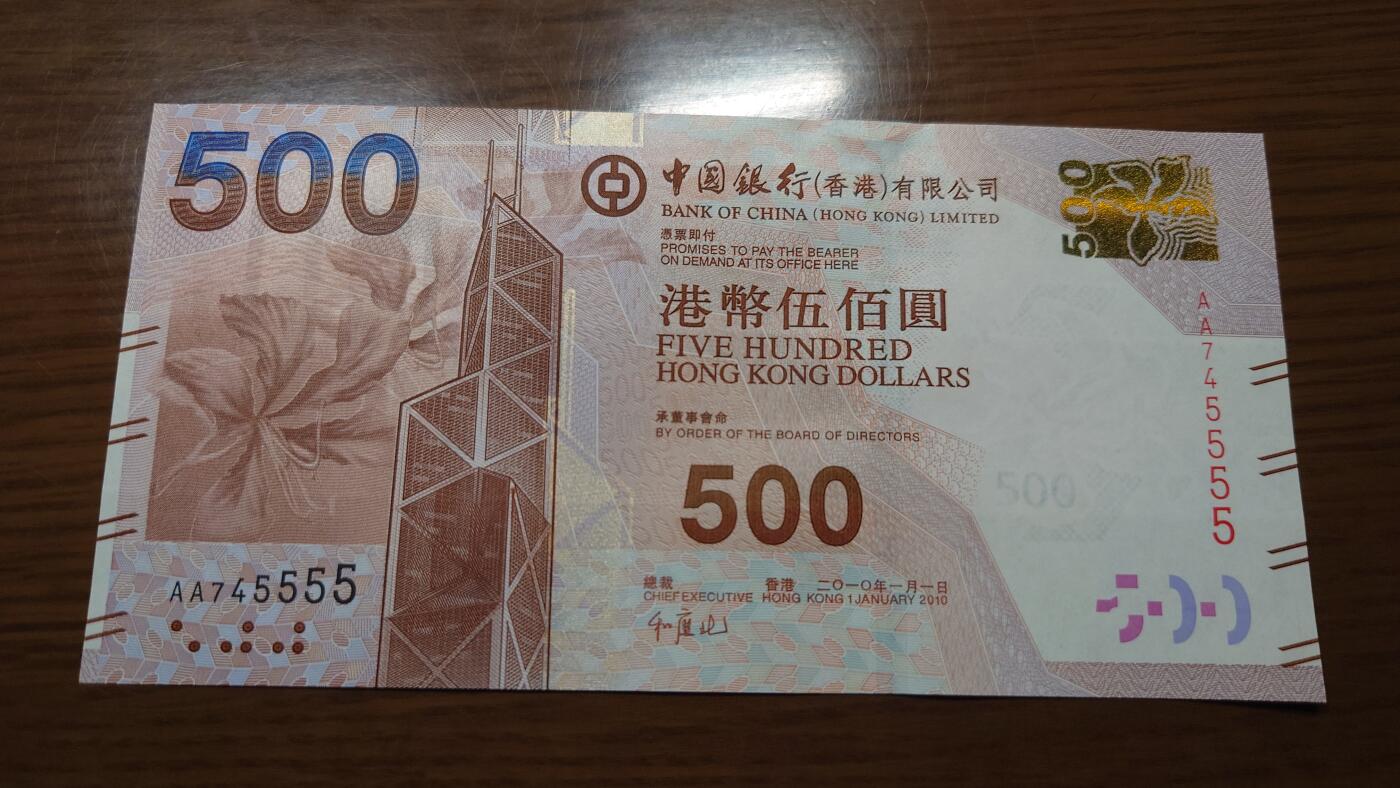 500
中國銀行(香港)有限公司
BANK OF CHINA (HONG KONG) LIMITED
憑票即付
PROMISES TO PAY THE BEARER
ON DEMAND AT ITS OFFICE HERE
港幣伍佰圓
FIVE HUNDRED
HONG KONG DOLLARS
承董事會命
BY ORDER OF THE BOARD OF DIRECTORS
500
總裁 香港 二〇一〇年一月一日
CHIEF EXECUTIVE HONG KONG 1 JANUARY 2010
AA745555
500
AA745555
500
500